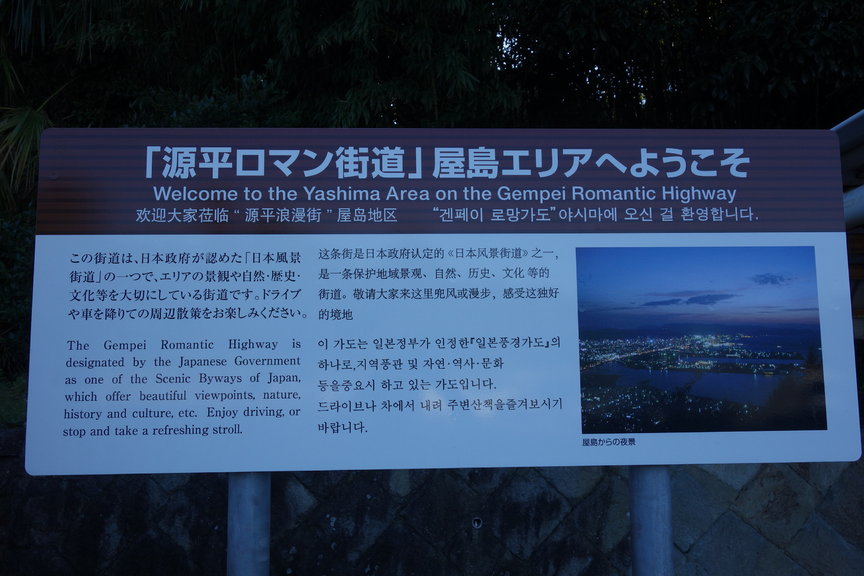 「源平ロマン街道」屋島エリアへようこそ
Welcome to the Yashima Area on the Gempei Romantic Highway
欢迎大家莅临“源平浪漫街”屋岛地区 “겐페이 로망가도”야시마에 오신 걸 환영합니다.
この街道は、日本政府が認めた「日本風景
街道」の一つで、エリアの景観や自然・歴史・
文化等を大切にしている街道です。ドライブ
や車を降りての周辺散策をお楽しみください。
The Gempei Romantic Highway is
designated by the Japanese Government
as one of the Scenic Byways of Japan,
which offer beautiful viewpoints, nature,
history and culture, etc. Enjoy driving, or
stop and take a refreshing stroll.
这条街是日本政府认定的《日本风景街道》之一，
是一条保护地域景观、自然、历史、文化 等的
街道。敬请大家来这里兜风或漫步，感受这独好
的境地
이 가도는 일본정부가 인정한『일본풍경가도』의
하나로,지역풍관 및 자연·역사·문화
등을중요시 하고 있는 가도입니다.
드라이브나 차에서 내려 주변산책을즐겨보시기
바랍니다.
屋島からの夜景